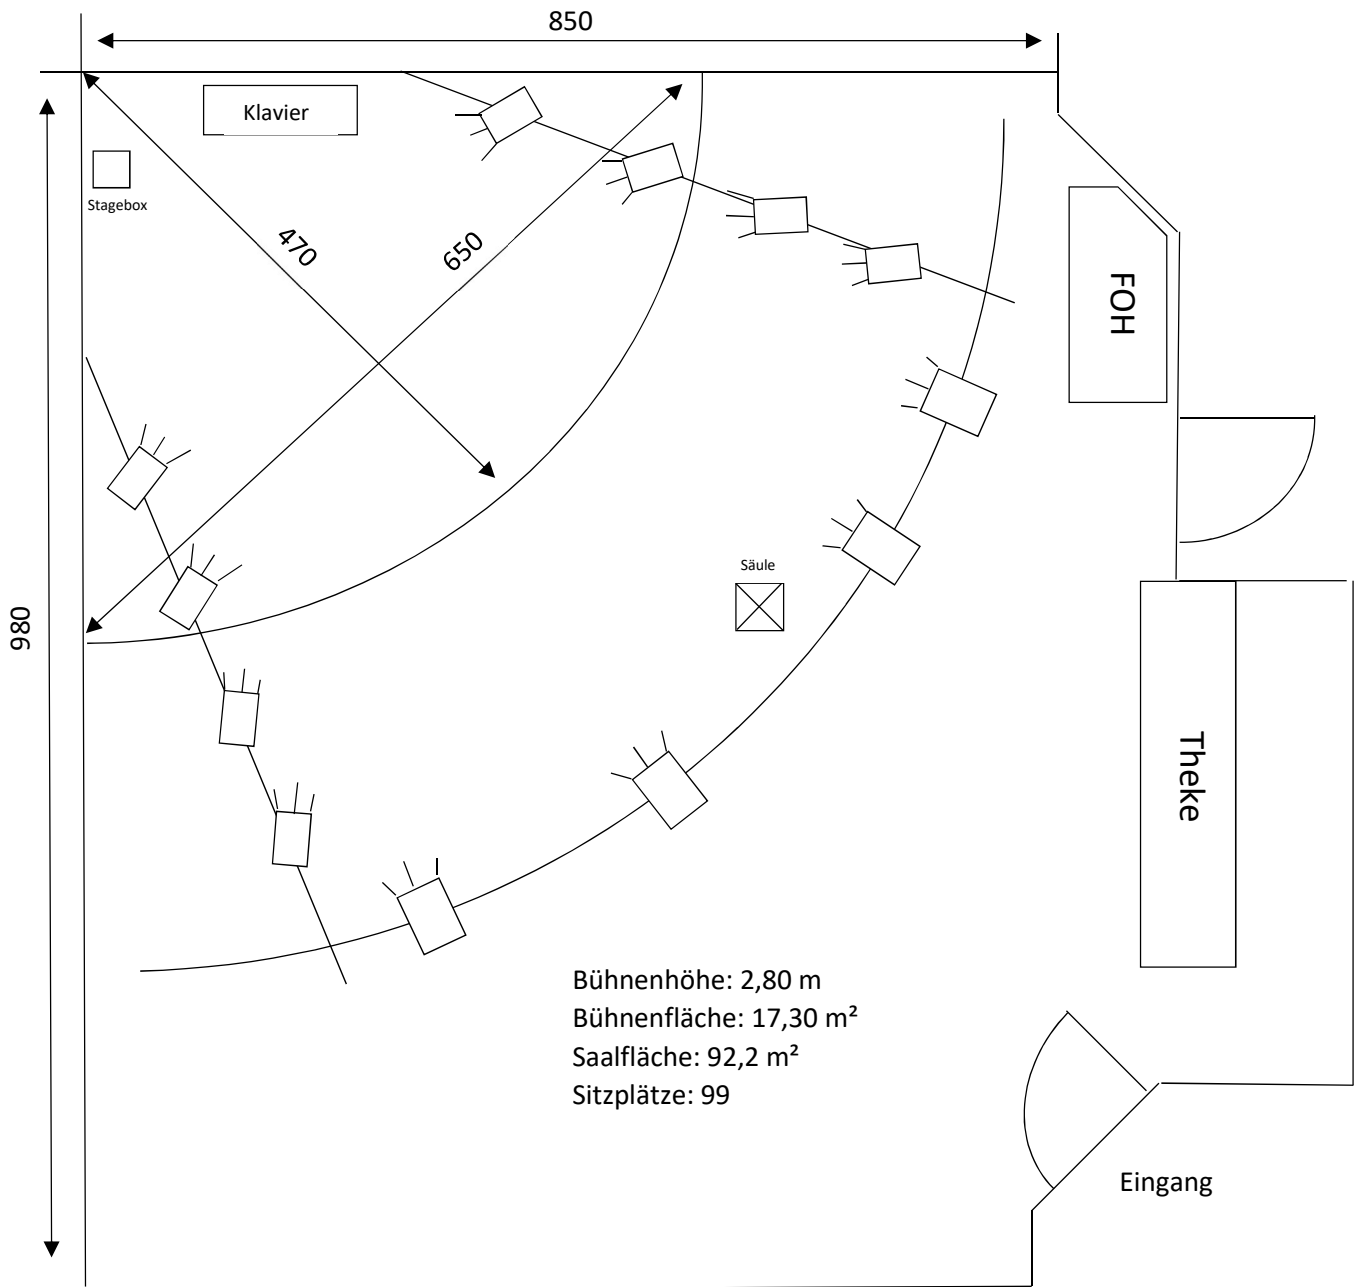 850
Klavier
Stagebox
470
650
FOH
Säule
980
Theke
Bühnenhöhe: 2,80 m
Bühnenfläche: 17,30 m²
Saalfläche: 92,2 m²
Sitzplätze: 99
Eingang